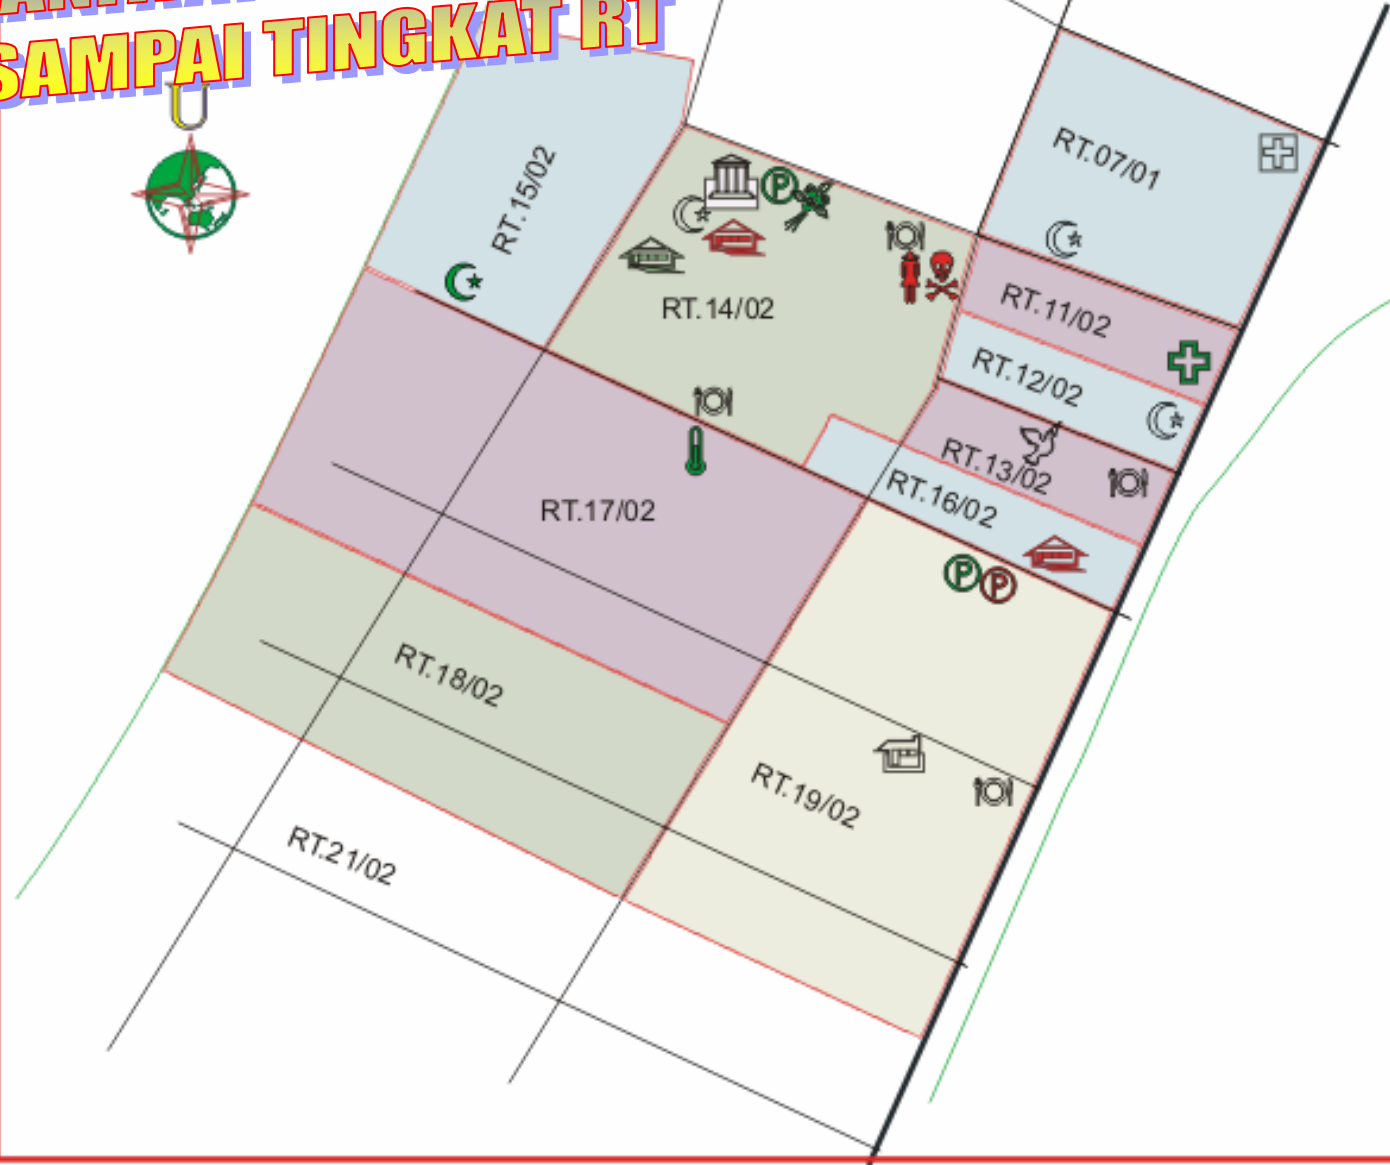 SAMPAI TINGKAT RT
U
RT.07/01
RT.15/02
RT.11/02
RT.14/02
RT.12/02
RT.13/02
RT.16/02
RT.17/02
RT.18/02
RT.19/02
RT.21/02
P
P
P